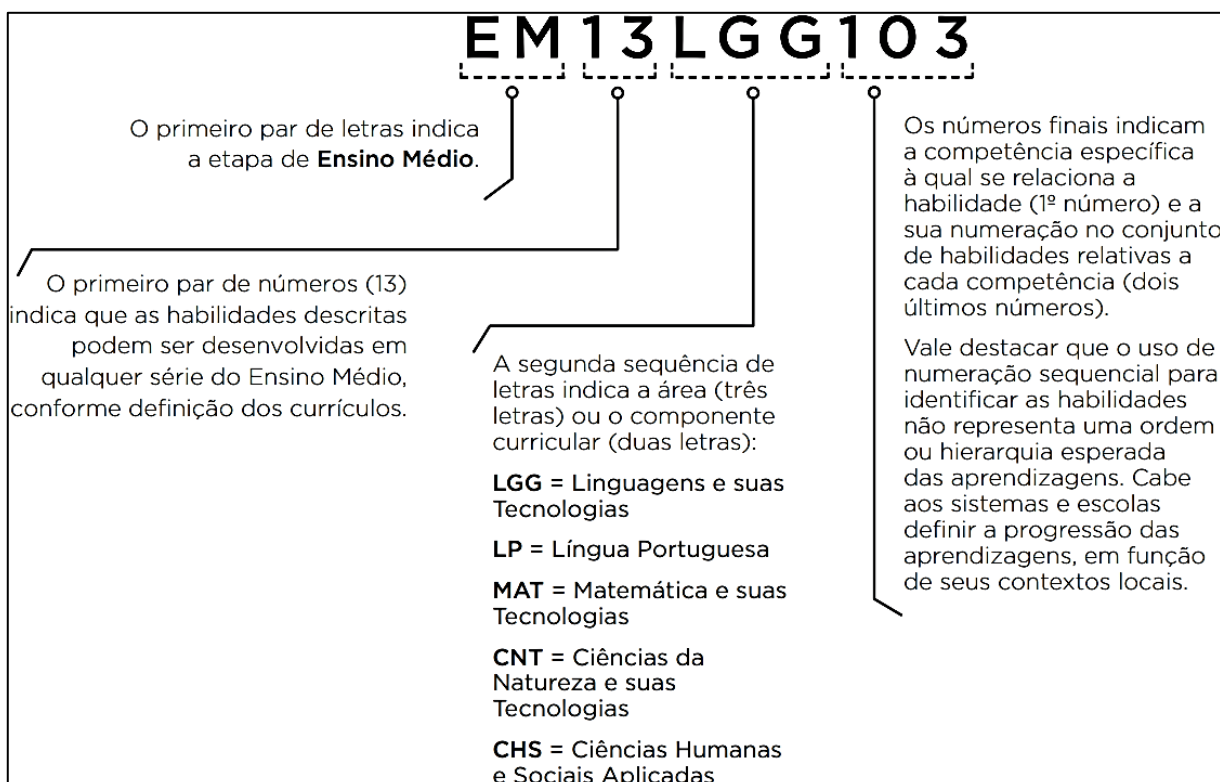 EM13LGG103
O primeiro par de letras indica
a etapa de Ensino Médio.
O primeiro par de números (13)
indica que as habilidades descritas
podem ser desenvolvidas em
qualquer série do Ensino Médio,
conforme definição dos currículos.
A segunda sequência de
letras indica a área (três
letras) ou o componente
curricular (duas letras):
LGG = Linguagens e suas
Tecnologias
LP = Língua Portuguesa
MAT = Matemática e suas
Tecnologias
CNT = Ciências da
Natureza e suas
Tecnologias
CHS = Ciências Humanas
e Sociais Aplicadas
Os números finais indicam
a competência específica
à qual se relaciona a
habilidade (1º número) e a
sua numeração no conjunto
de habilidades relativas a
cada competência (dois
últimos números).
Vale destacar que o uso de
numeração sequencial para
identificar as habilidades
não representa uma ordem
ou hierarquia esperada
das aprendizagens. Cabe
aos sistemas e escolas
definir a progressão das
aprendizagens, em função
de seus contextos locais.